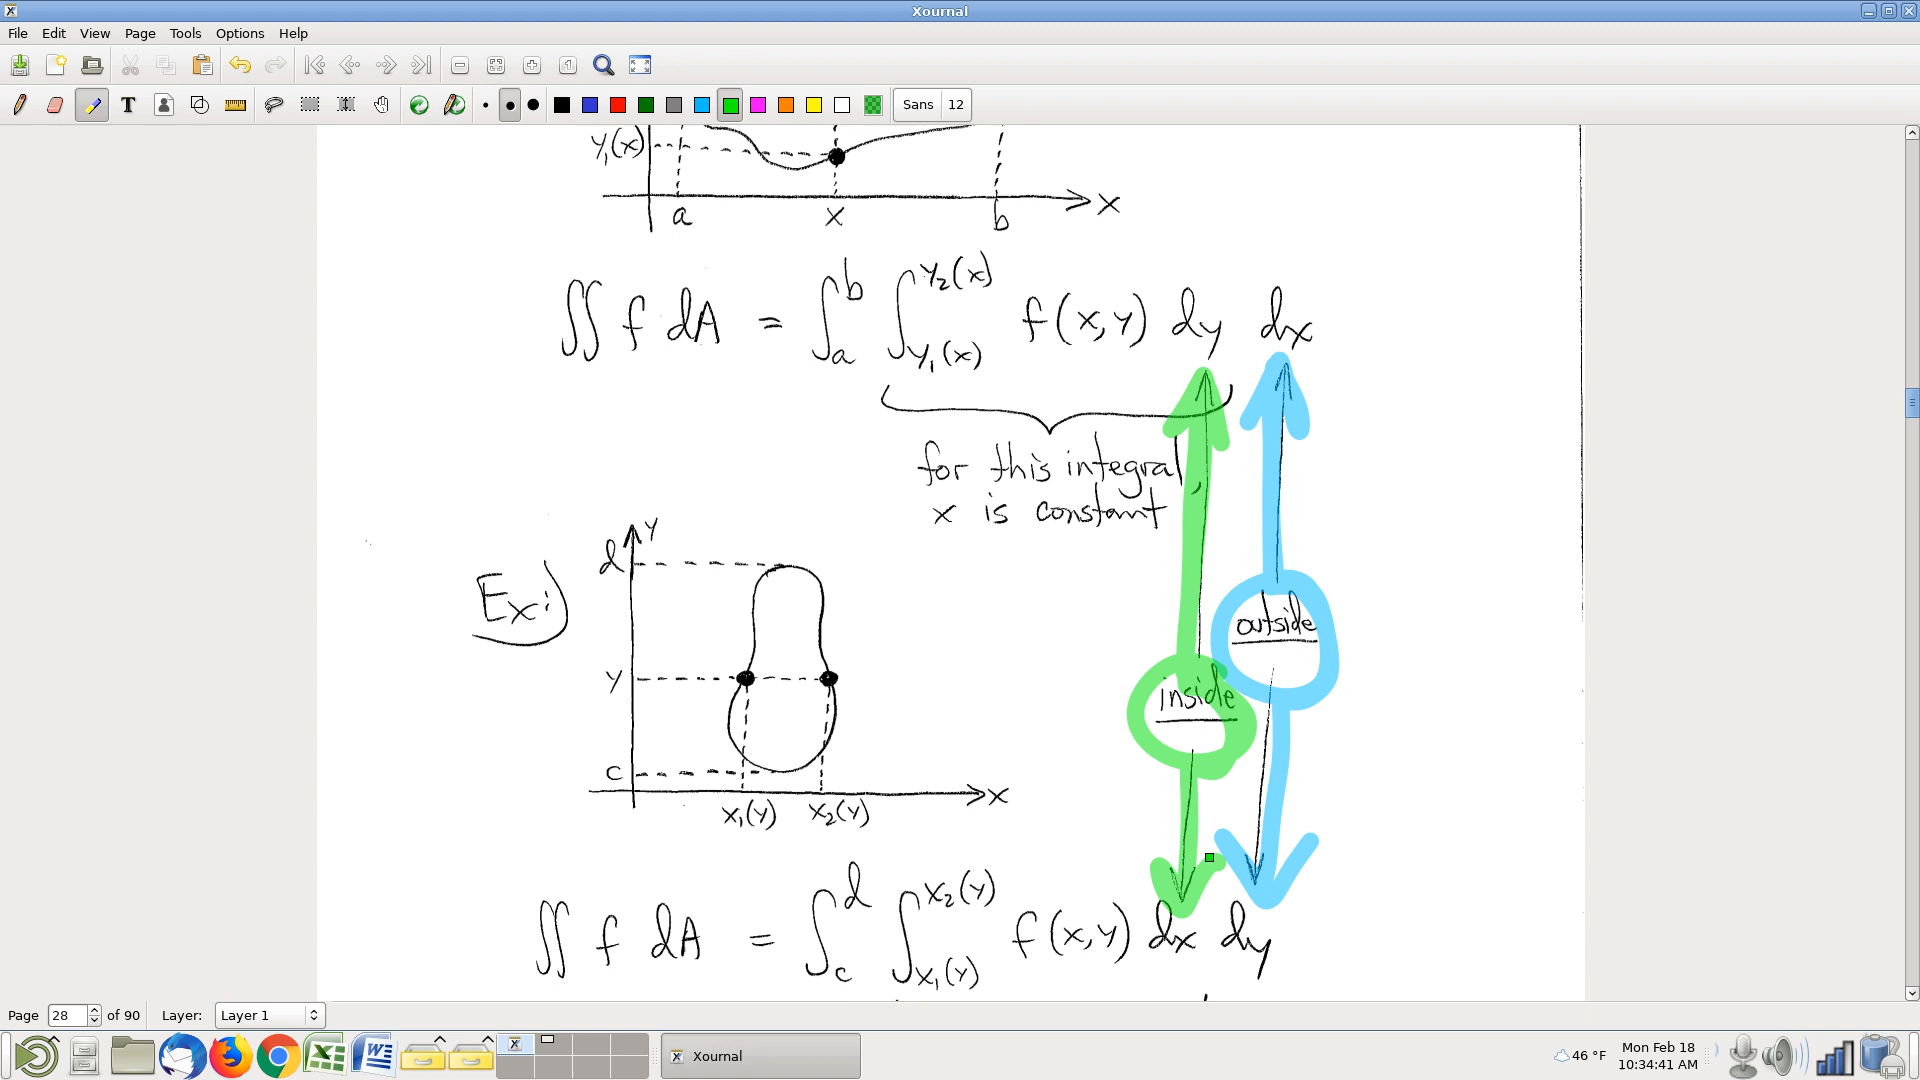 Xournal
File Edit View Page Tools Options Help
Sans 12
y₁(x)
a x b x
∬ f dA = ∫ₐᵇ ∫_{y₁(x)}^{y₂(x)} f(x,y) dy dx
for this integral,
x is constant
y
d
Ex:
outside
y
inside
c
x
x₁(y) x₂(y)
∬ f dA = ∫_c^d ∫_{x₁(y)}^{x₂(y)} f(x,y) dx dy
Page 28 of 90 Layer: Layer 1
Xournal
46 °F
Mon Feb 18
10:34:41 AM